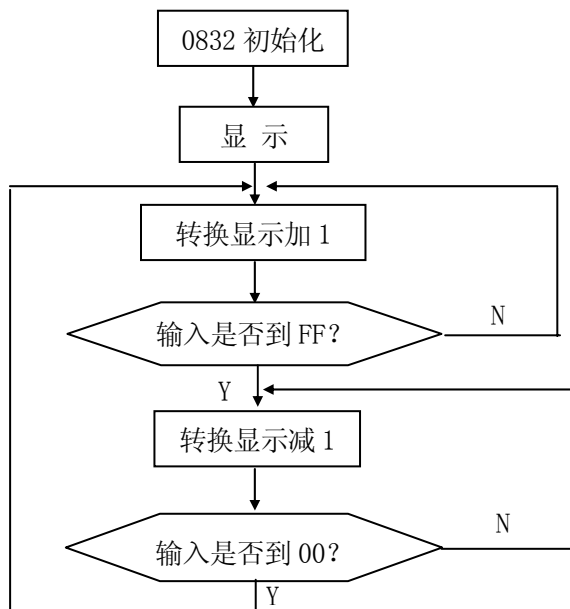 0832 初始化
显 示
转换显示加 1
输入是否到 FF？
N
Y
转换显示减 1
输入是否到 00？
N
Y